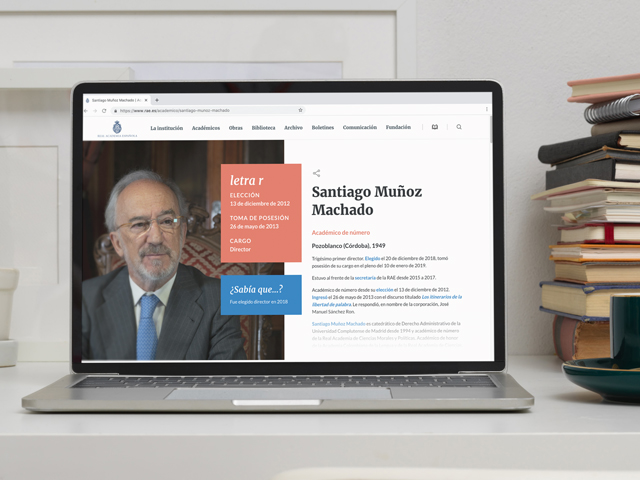 Santiago Muñoz Machado |
https://www.rae.es/academico/santiago-munoz-machado
REAL ACADEMIA ESPAÑOLA
La institución Académicos Obras Biblioteca Archivo Boletines Comunicación Fundación
letra r
ELECCIÓN
13 de diciembre de 2012
TOMA DE POSESIÓN
26 de mayo de 2013
CARGO
Director
¿Sabía que...?
Fue elegido director en 2018
Santiago Muñoz
Machado
Académico de número
Pozoblanco (Córdoba), 1949
Trigésimo primer director. Elegido el 20 de diciembre de 2018, tomó
posesión de su cargo en el pleno del 10 de enero de 2019.
Estuvo al frente de la secretaría de la RAE desde 2015 a 2017.
Académico de número desde su elección el 13 de diciembre de 2012.
Ingresó el 26 de mayo de 2013 con el discurso titulado Los itinerarios de la
libertad de palabra. Le respondió, en nombre de la corporación, José
Manuel Sánchez Ron.
Santiago Muñoz Machado es catedrático de Derecho Administrativo de la
Universidad Complutense de Madrid desde 1994 y académico de número
de la Real Academia de Ciencias Morales y Políticas. Académico de honor